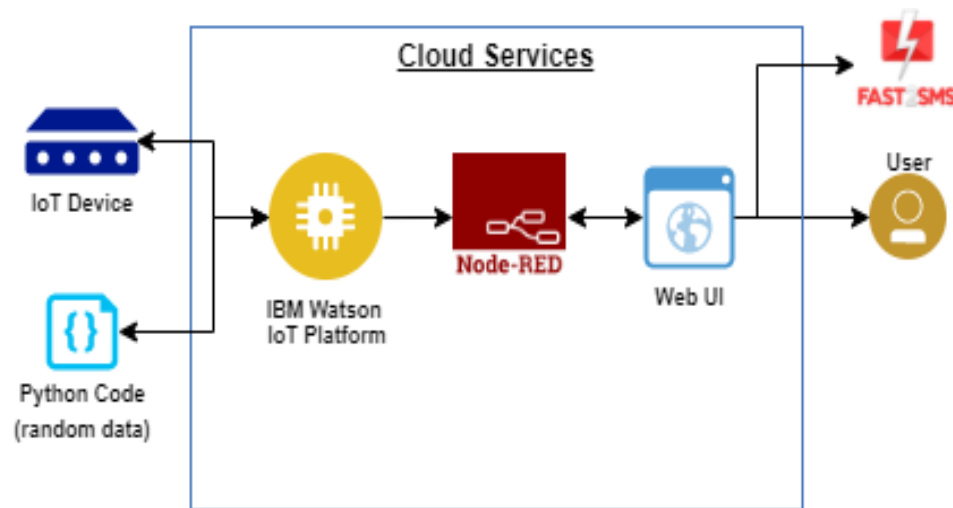 Cloud Services
FAST2SMS
IoT Device
User
Node-RED
Web UI
IBM Watson
IoT Platform
Python Code
(random data)